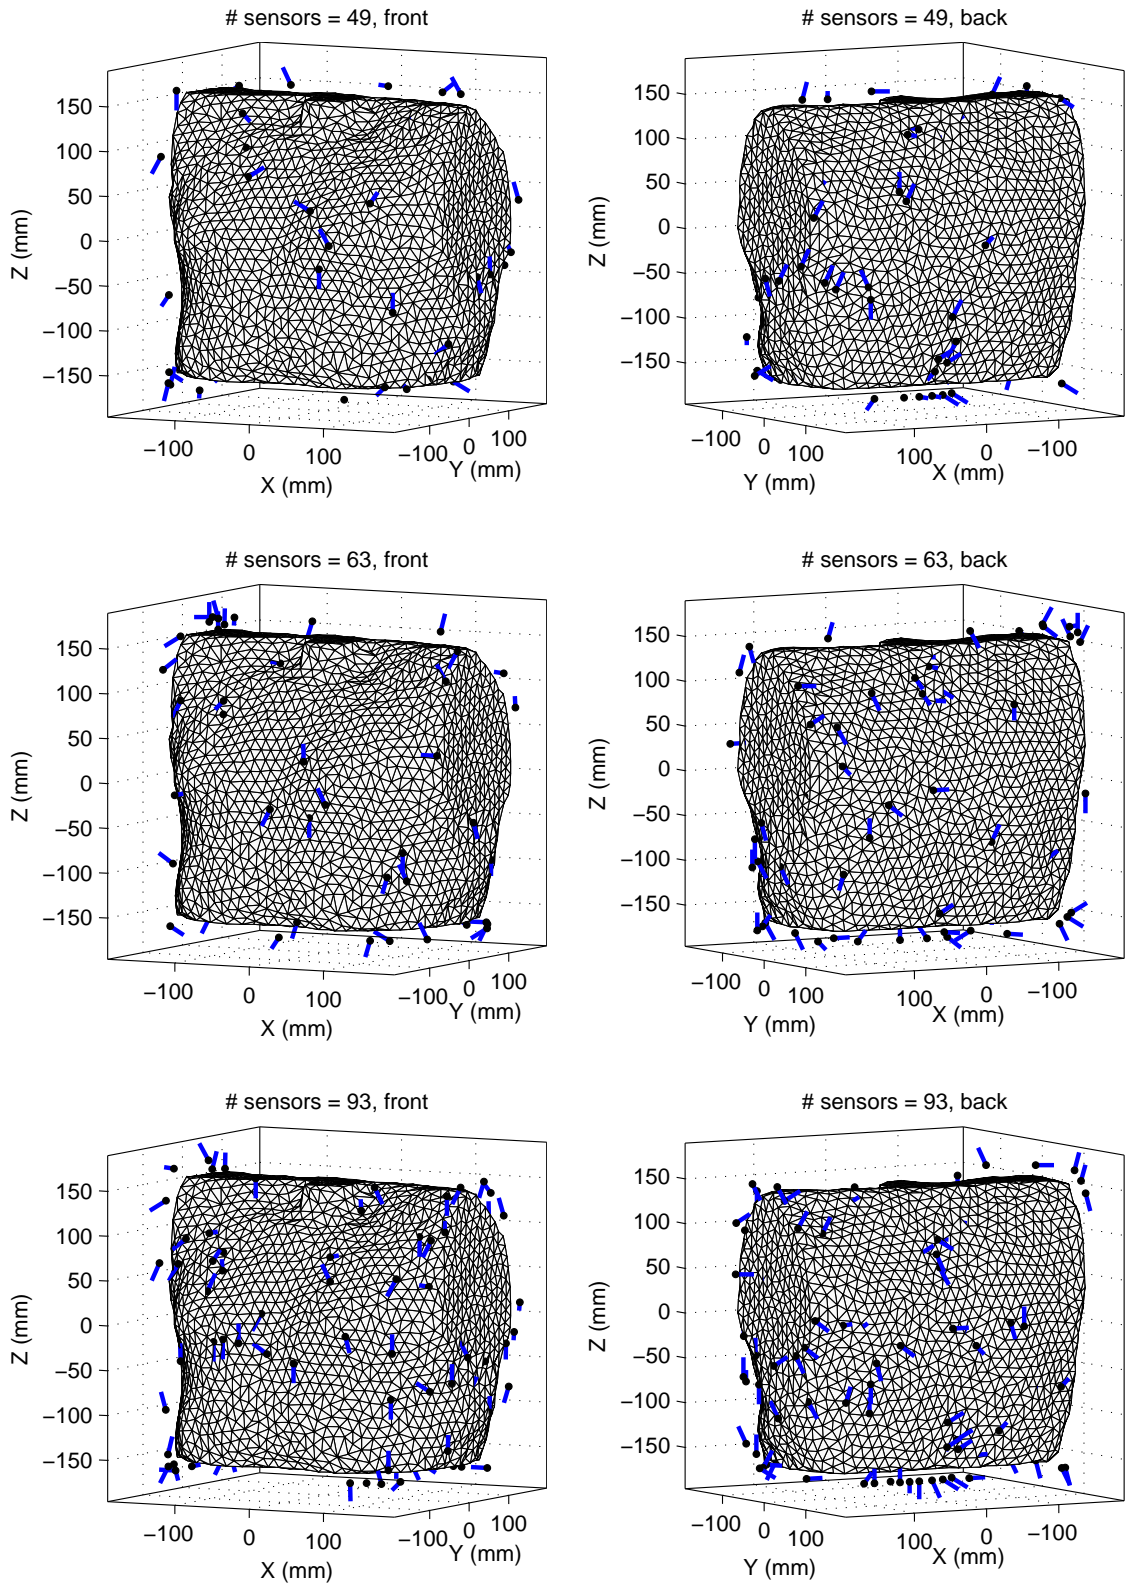 # sensors = 49, front
150
100
50
0
−50
−100
−150
Z (mm)
−100 0 100
X (mm)
−100 0 100
Y (mm)
# sensors = 49, back
150
100
50
0
−50
−100
−150
Z (mm)
−100 0 100
Y (mm)
100 0 −100
X (mm)
# sensors = 63, front
150
100
50
0
−50
−100
−150
Z (mm)
−100 0 100
X (mm)
−100 0 100
Y (mm)
# sensors = 63, back
150
100
50
0
−50
−100
−150
Z (mm)
−100 0 100
Y (mm)
100 0 −100
X (mm)
# sensors = 93, front
150
100
50
0
−50
−100
−150
Z (mm)
−100 0 100
X (mm)
−100 0 100
Y (mm)
# sensors = 93, back
150
100
50
0
−50
−100
−150
Z (mm)
−100 0 100
Y (mm)
100 0 −100
X (mm)